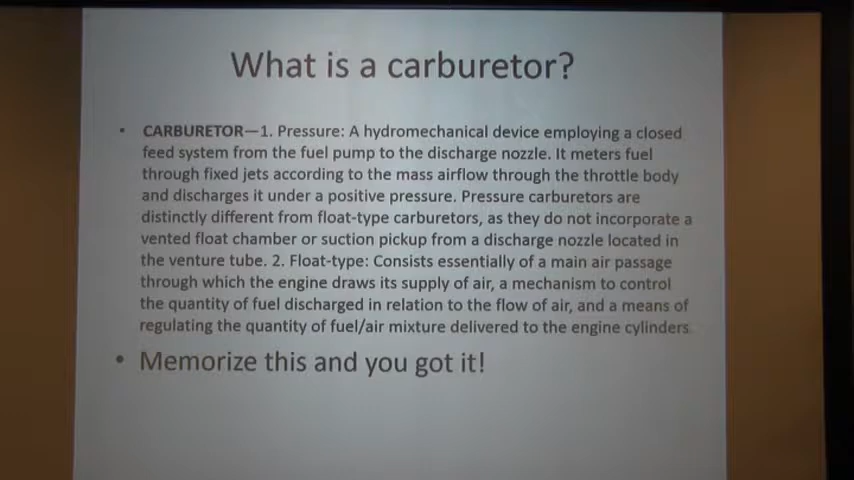 What is a carburetor?
• CARBURETOR—1. Pressure: A hydromechanical device employing a closed
feed system from the fuel pump to the discharge nozzle. It meters fuel
through fixed jets according to the mass airflow through the throttle body
and discharges it under a positive pressure. Pressure carburetors are
distinctly different from float-type carburetors, as they do not incorporate a
vented float chamber or suction pickup from a discharge nozzle located in
the venture tube. 2. Float-type: Consists essentially of a main air passage
through which the engine draws its supply of air, a mechanism to control
the quantity of fuel discharged in relation to the flow of air, and a means of
regulating the quantity of fuel/air mixture delivered to the engine cylinders
• Memorize this and you got it!